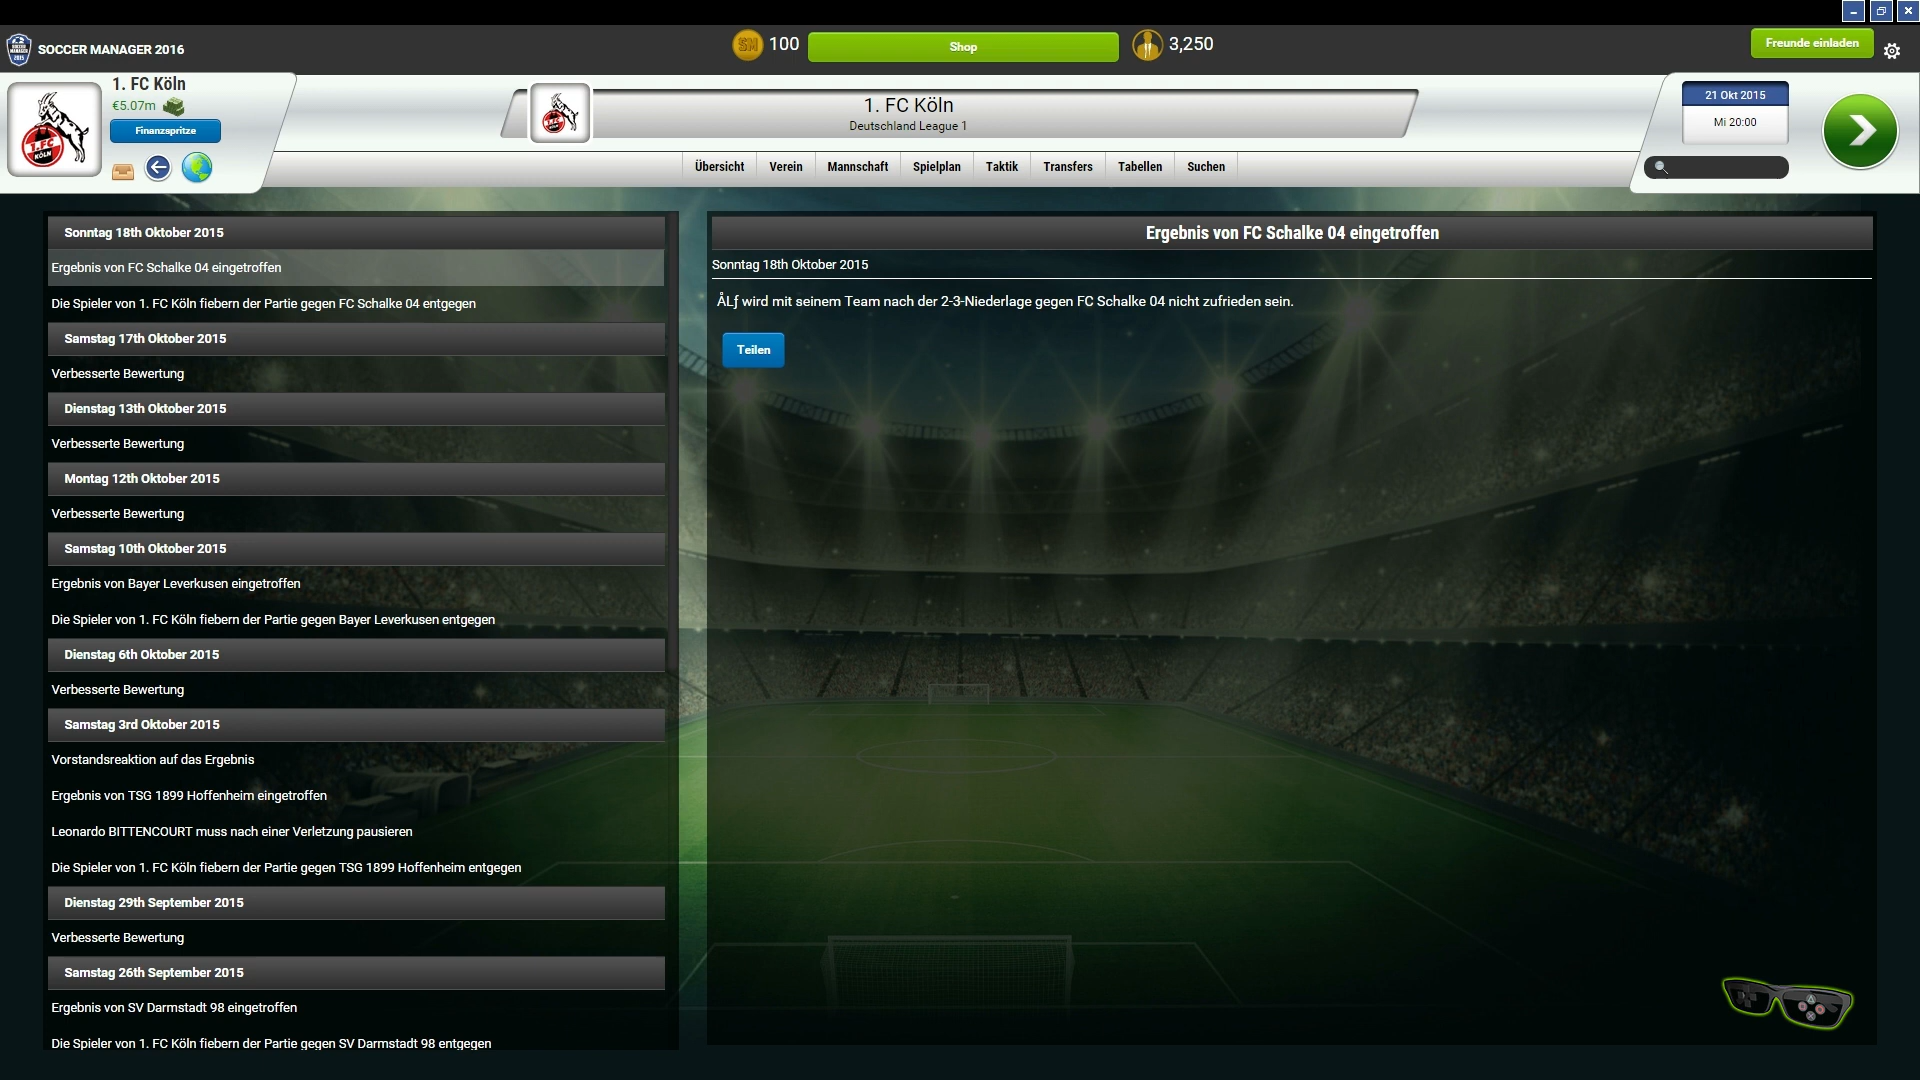 SOCCER MANAGER 2016
100
Shop
3,250
Freunde einladen
1. FC Köln
€5.07m
Finanzspritze
1. FC Köln
Deutschland League 1
21 Okt 2015
Mi 20:00
Übersicht
Verein
Mannschaft
Spielplan
Taktik
Transfers
Tabellen
Suchen
Sonntag 18th Oktober 2015
Ergebnis von FC Schalke 04 eingetroffen
Die Spieler von 1. FC Köln fiebern der Partie gegen FC Schalke 04 entgegen
Samstag 17th Oktober 2015
Verbesserte Bewertung
Dienstag 13th Oktober 2015
Verbesserte Bewertung
Montag 12th Oktober 2015
Verbesserte Bewertung
Samstag 10th Oktober 2015
Ergebnis von Bayer Leverkusen eingetroffen
Die Spieler von 1. FC Köln fiebern der Partie gegen Bayer Leverkusen entgegen
Dienstag 6th Oktober 2015
Verbesserte Bewertung
Samstag 3rd Oktober 2015
Vorstandsreaktion auf das Ergebnis
Ergebnis von TSG 1899 Hoffenheim eingetroffen
Leonardo BITTENCOURT muss nach einer Verletzung pausieren
Die Spieler von 1. FC Köln fiebern der Partie gegen TSG 1899 Hoffenheim entgegen
Dienstag 29th September 2015
Verbesserte Bewertung
Samstag 26th September 2015
Ergebnis von SV Darmstadt 98 eingetroffen
Die Spieler von 1. FC Köln fiebern der Partie gegen SV Darmstadt 98 entgegen
Ergebnis von FC Schalke 04 eingetroffen
Sonntag 18th Oktober 2015
ÅLƒ wird mit seinem Team nach der 2-3-Niederlage gegen FC Schalke 04 nicht zufrieden sein.
Teilen